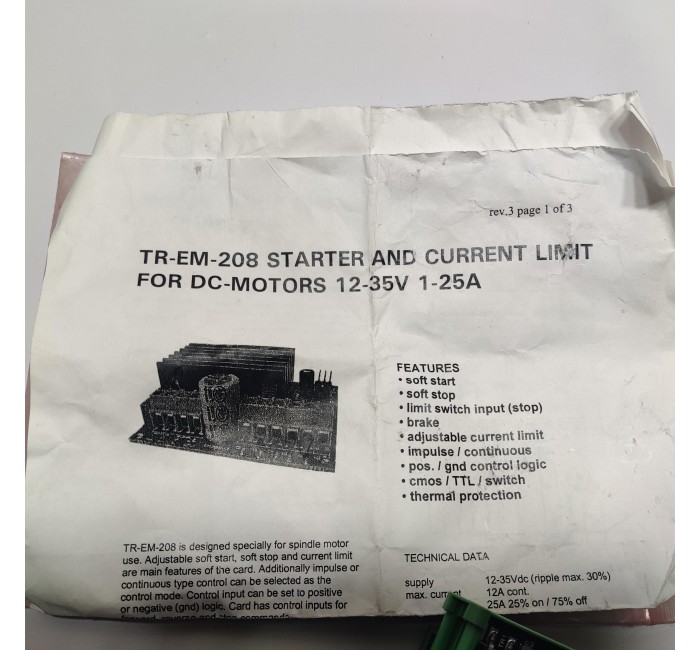 rev.3 page 1 of 3
TR-EM-208 STARTER AND CURRENT LIMIT
FOR DC-MOTORS 12-35V 1-25A
FEATURES
• soft start
• soft stop
• limit switch input (stop)
• brake
• adjustable current limit
• impulse / continuous
• pos. / gnd control logic
• cmos / TTL / switch
• thermal protection
TR-EM-208 is designed specially for spindle motor
use. Adjustable soft start, soft stop and current limit
are main features of the card. Additionally impulse or
continuous type control can be selected as the
control mode. Control input can be set to positive
or negative (gnd) logic. Card has control inputs for
TECHNICAL DATA
supply 12-35Vdc (ripple max. 30%)
max. 12A cont.
25A 25% on / 75% off